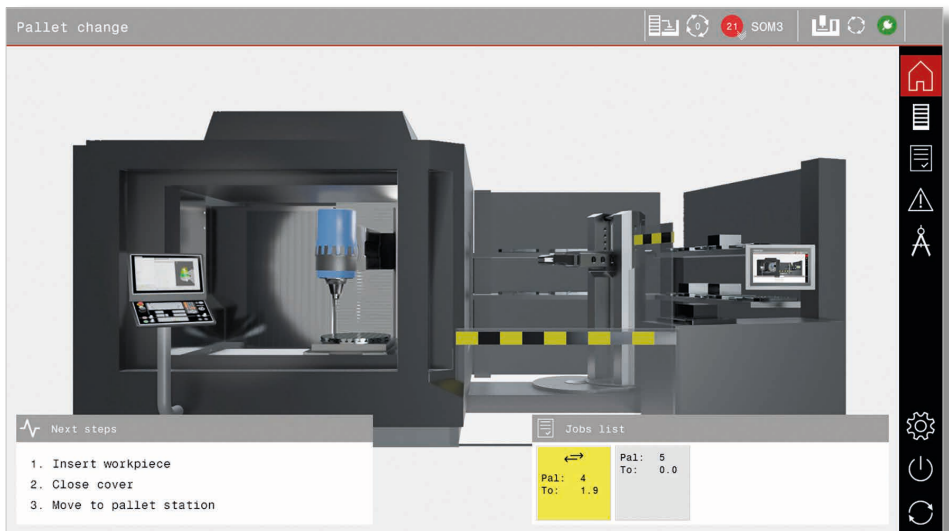 Pallet change
0
21 SOM3
Next steps
1. Insert workpiece
2. Close cover
3. Move to pallet station
Jobs list
Pal: 4
To: 1.9
Pal: 5
To: 0.0